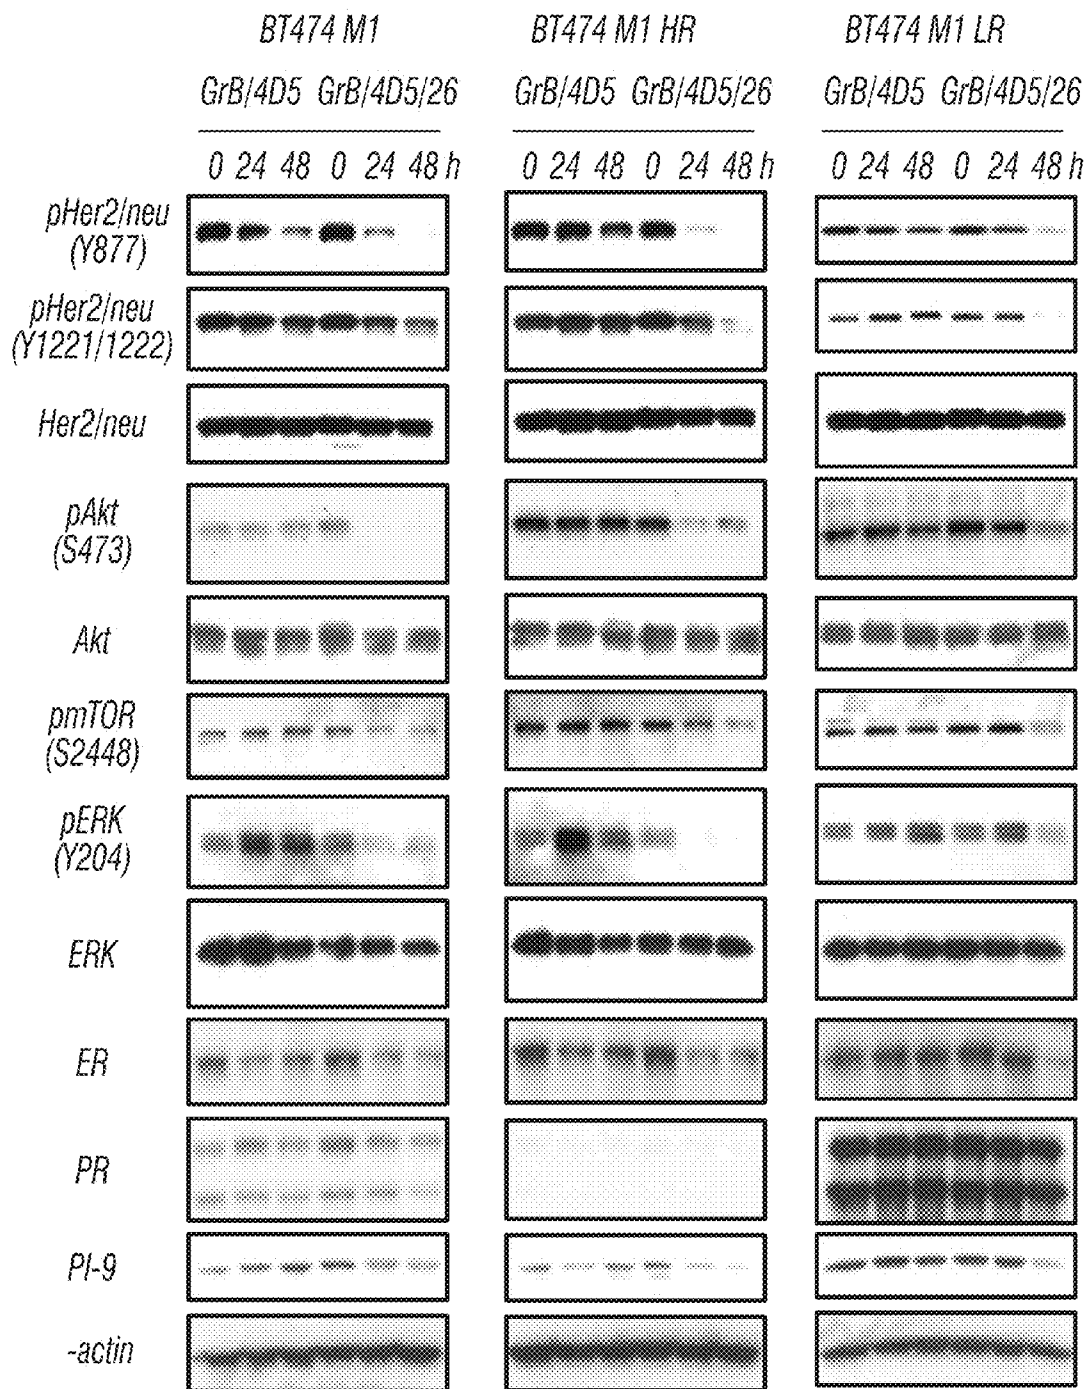 BT474 M1 BT474 M1 HR BT474 M1 LR
GrB/4D5 GrB/4D5/26 GrB/4D5 GrB/4D5/26 GrB/4D5 GrB/4D5/26
0 24 48 0 24 48 h 0 24 48 0 24 48 h 0 24 48 0 24 48 h
pHer2/neu
(Y877)
pHer2/neu
(Y1221/1222)
Her2/neu
pAkt
(S473)
Akt
pmTOR
(S2448)
pERK
(Y204)
ERK
ER
PR
PI-9
-actin